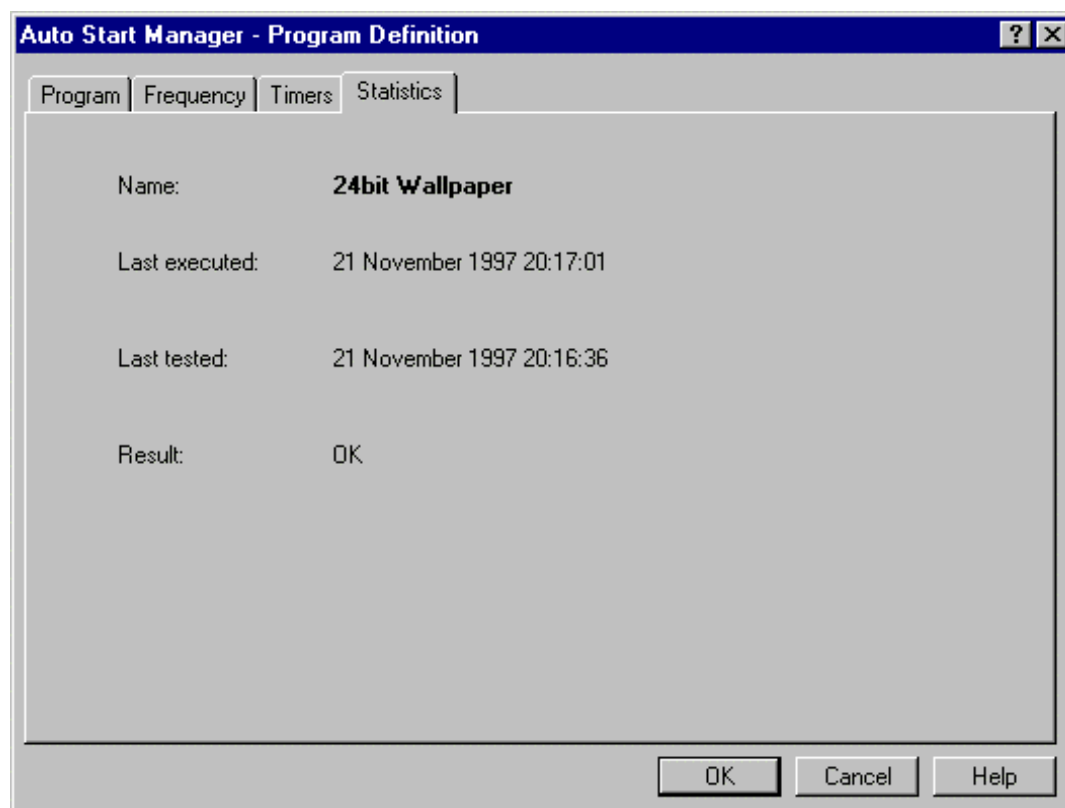 Auto Start Manager - Program Definition
Program Frequency Timers Statistics
Name: 24bit Wallpaper
Last executed: 21 November 1997 20:17:01
Last tested: 21 November 1997 20:16:36
Result: OK
OK Cancel Help